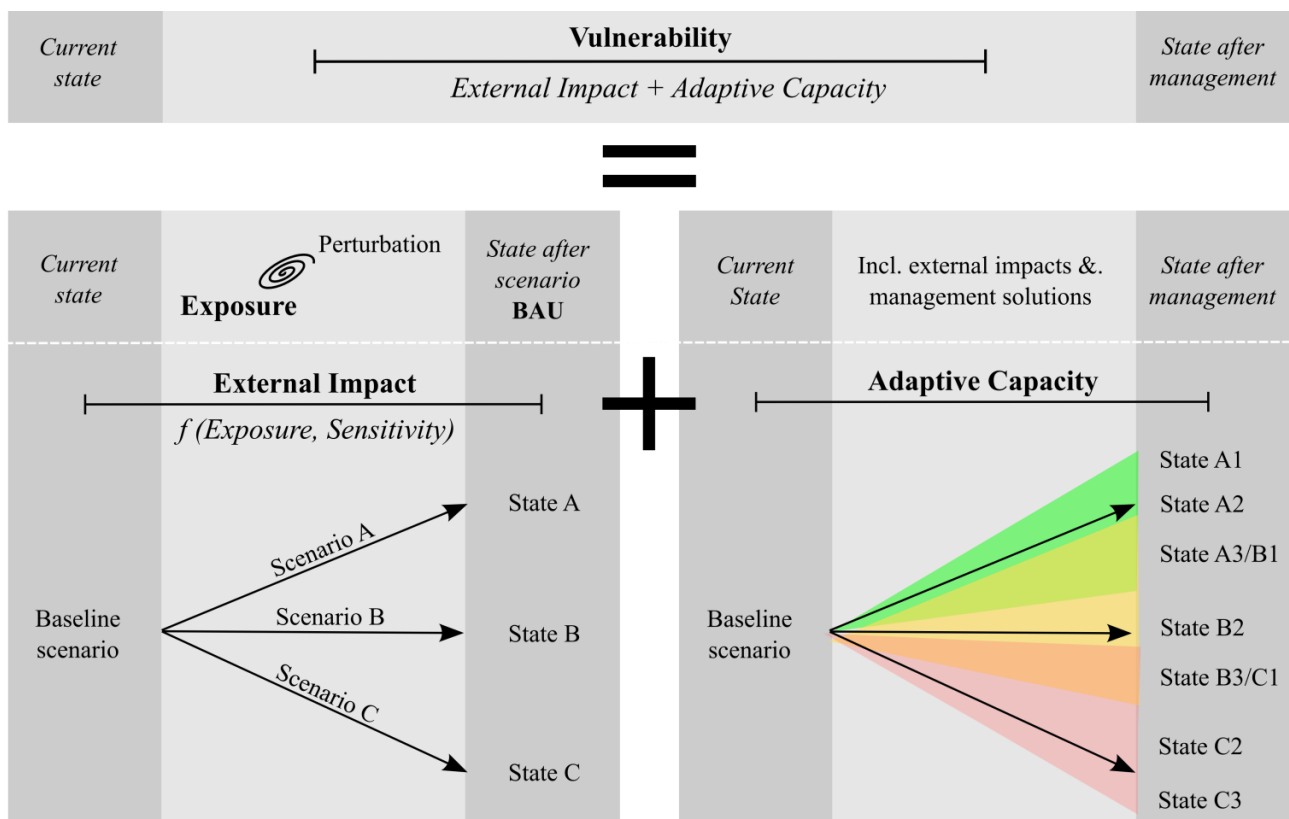 Current
state
Vulnerability
External Impact + Adaptive Capacity
State after
management
Current
state
Perturbation
Exposure
State after
scenario
BAU
External Impact
f (Exposure, Sensitivity)
Scenario A
Scenario B
Scenario C
Baseline
scenario
State A
State B
State C
Current
State
Incl. external impacts &.
management solutions
State after
management
Adaptive Capacity
Baseline
scenario
State A1
State A2
State A3/B1
State B2
State B3/C1
State C2
State C3